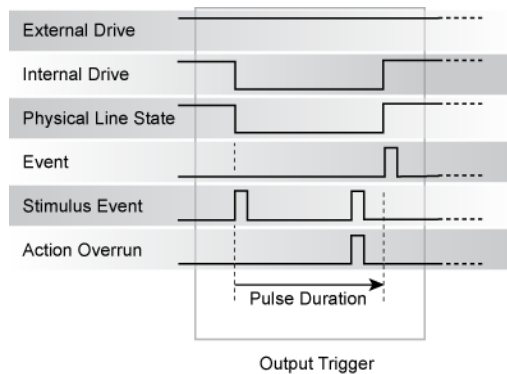 External Drive
Internal Drive
Physical Line State
Event
Stimulus Event
Action Overrun
Pulse Duration
Output Trigger